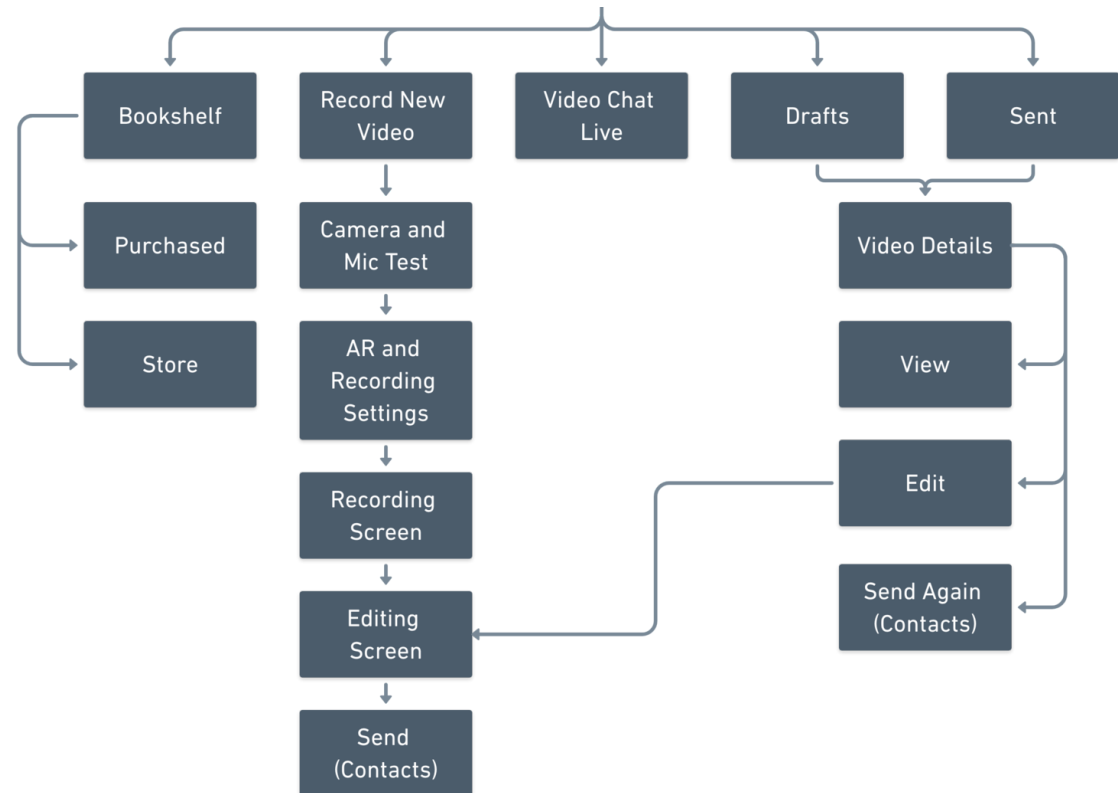 Bookshelf
Record New
Video
Video Chat
Live
Drafts
Sent
Purchased
Camera and
Mic Test
Video Details
Store
AR and
Recording
Settings
View
Recording
Screen
Edit
Editing
Screen
Send Again
(Contacts)
Send
(Contacts)